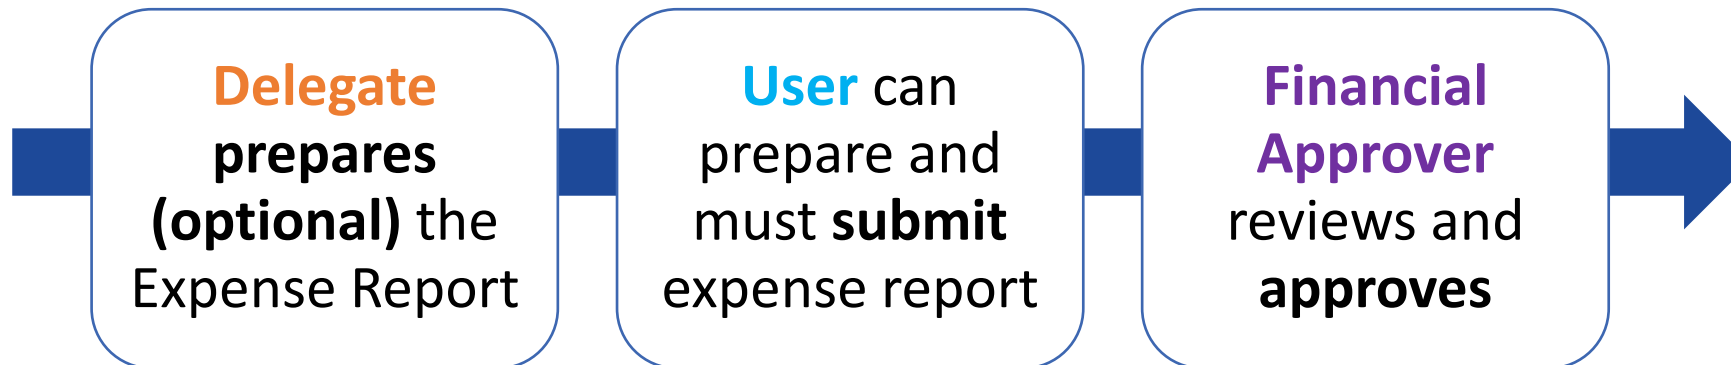 Delegate
prepares
(optional) the
Expense Report
User can
prepare and
must submit
expense report
Financial
Approver
reviews and
approves